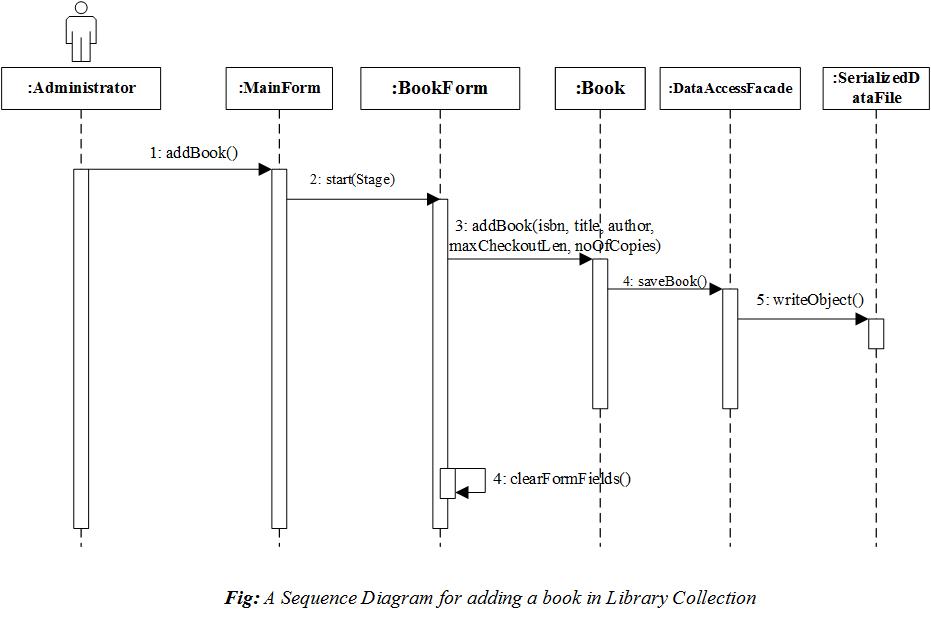 :Administrator
:MainForm
:BookForm
:Book
:DataAccessFacade
:SerializedD
ataFile
1: addBook()
2: start(Stage)
3: addBook(isbn, title, author,
maxCheckoutLen, noOfCopies)
4: saveBook()
5: writeObject()
4: clearFormFields()
Fig: A Sequence Diagram for adding a book in Library Collection